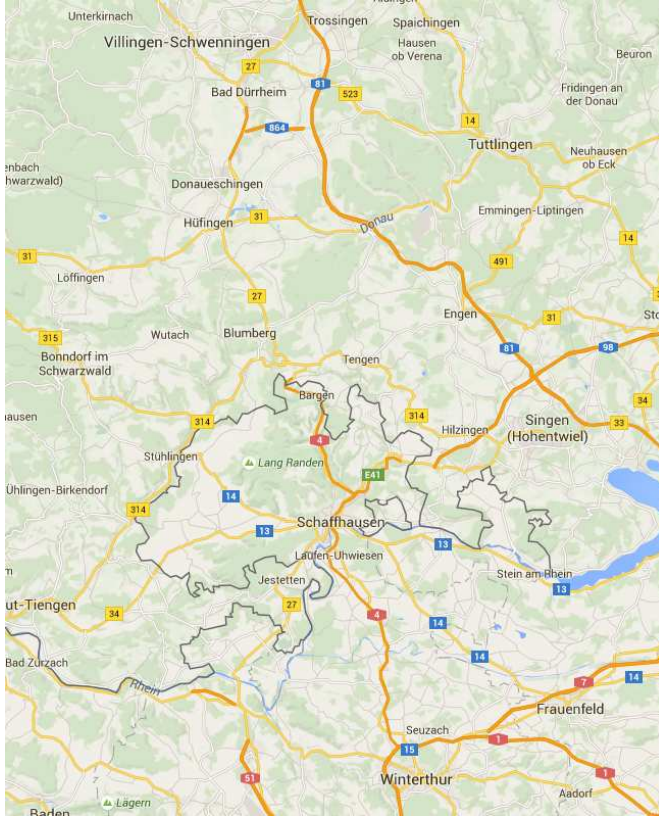 Unterkirnach
Trossingen
Spaichingen
Villingen-Schwenningen
Hausen
ob Verena
Beuron
27
81
Bad Dürrheim
523
Fridingen an
der Donau
14
864
Tuttlingen
enbach
hwarzwald)
Neuhausen
ob Eck
Donaueschingen
Hüfingen
31
Donau
Emmingen-Liptingen
14
31
491
Löffingen
27
Engen
31
Sto
315
Wutach
Blumberg
81
98
Bonndorf im
Schwarzwald
Tengen
Bargen
34
hausen
314
314
Singen
(Hohentwiel)
33
Hilzingen
4
Stühlingen
Lang Randen
E41
Ühlingen-Birkendorf
14
314
Schaffhausen
13
13
Laufen-Uhwiesen
Stein am Rhein
m
Jestetten
13
ut-Tiengen
27
34
4
14
14
Bad Zurzach
Rhein
7
14
Frauenfeld
Seuzach
1
15
51
Winterthur
1
Aadorf
Lägern
Baden